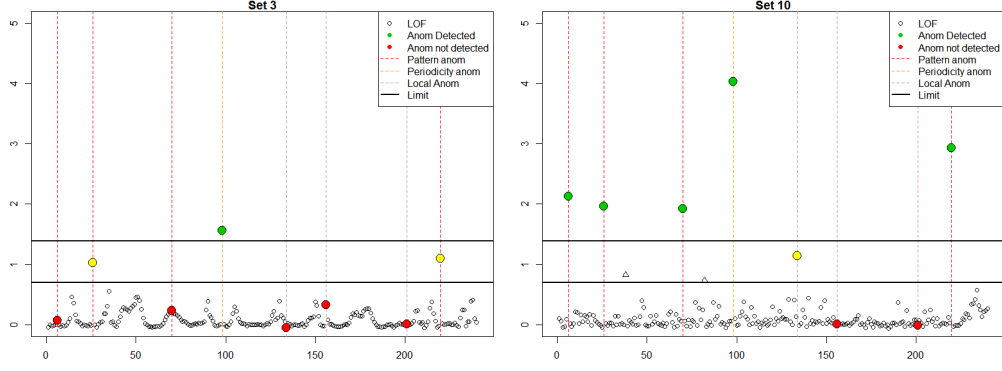 Set 3
5
4
3
2
1
0
0
50
100
150
200
LOF
Anom Detected
Anom not detected
Pattern anom
Periodicity anom
Local Anom
Limit
Set 10
5
4
3
2
1
0
0
50
100
150
200
LOF
Anom Detected
Anom not detected
Pattern anom
Periodicity anom
Local Anom
Limit